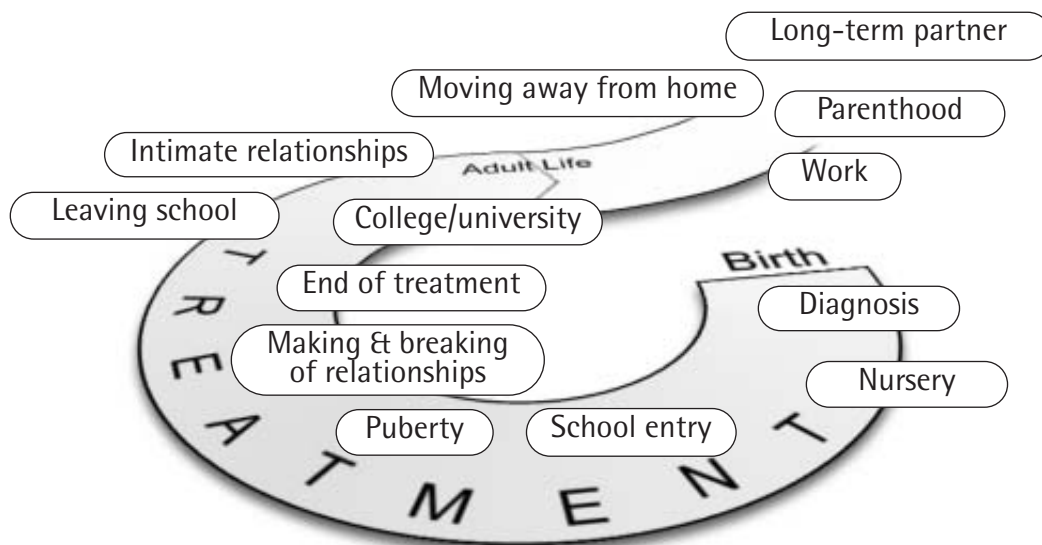 Long-term partner
Moving away from home
Parenthood
Intimate relationships
Adult Life
Work
Leaving school
College/university
Birth
End of treatment
Diagnosis
Making & breaking
of relationships
Nursery
Puberty
School entry
TREATMENT